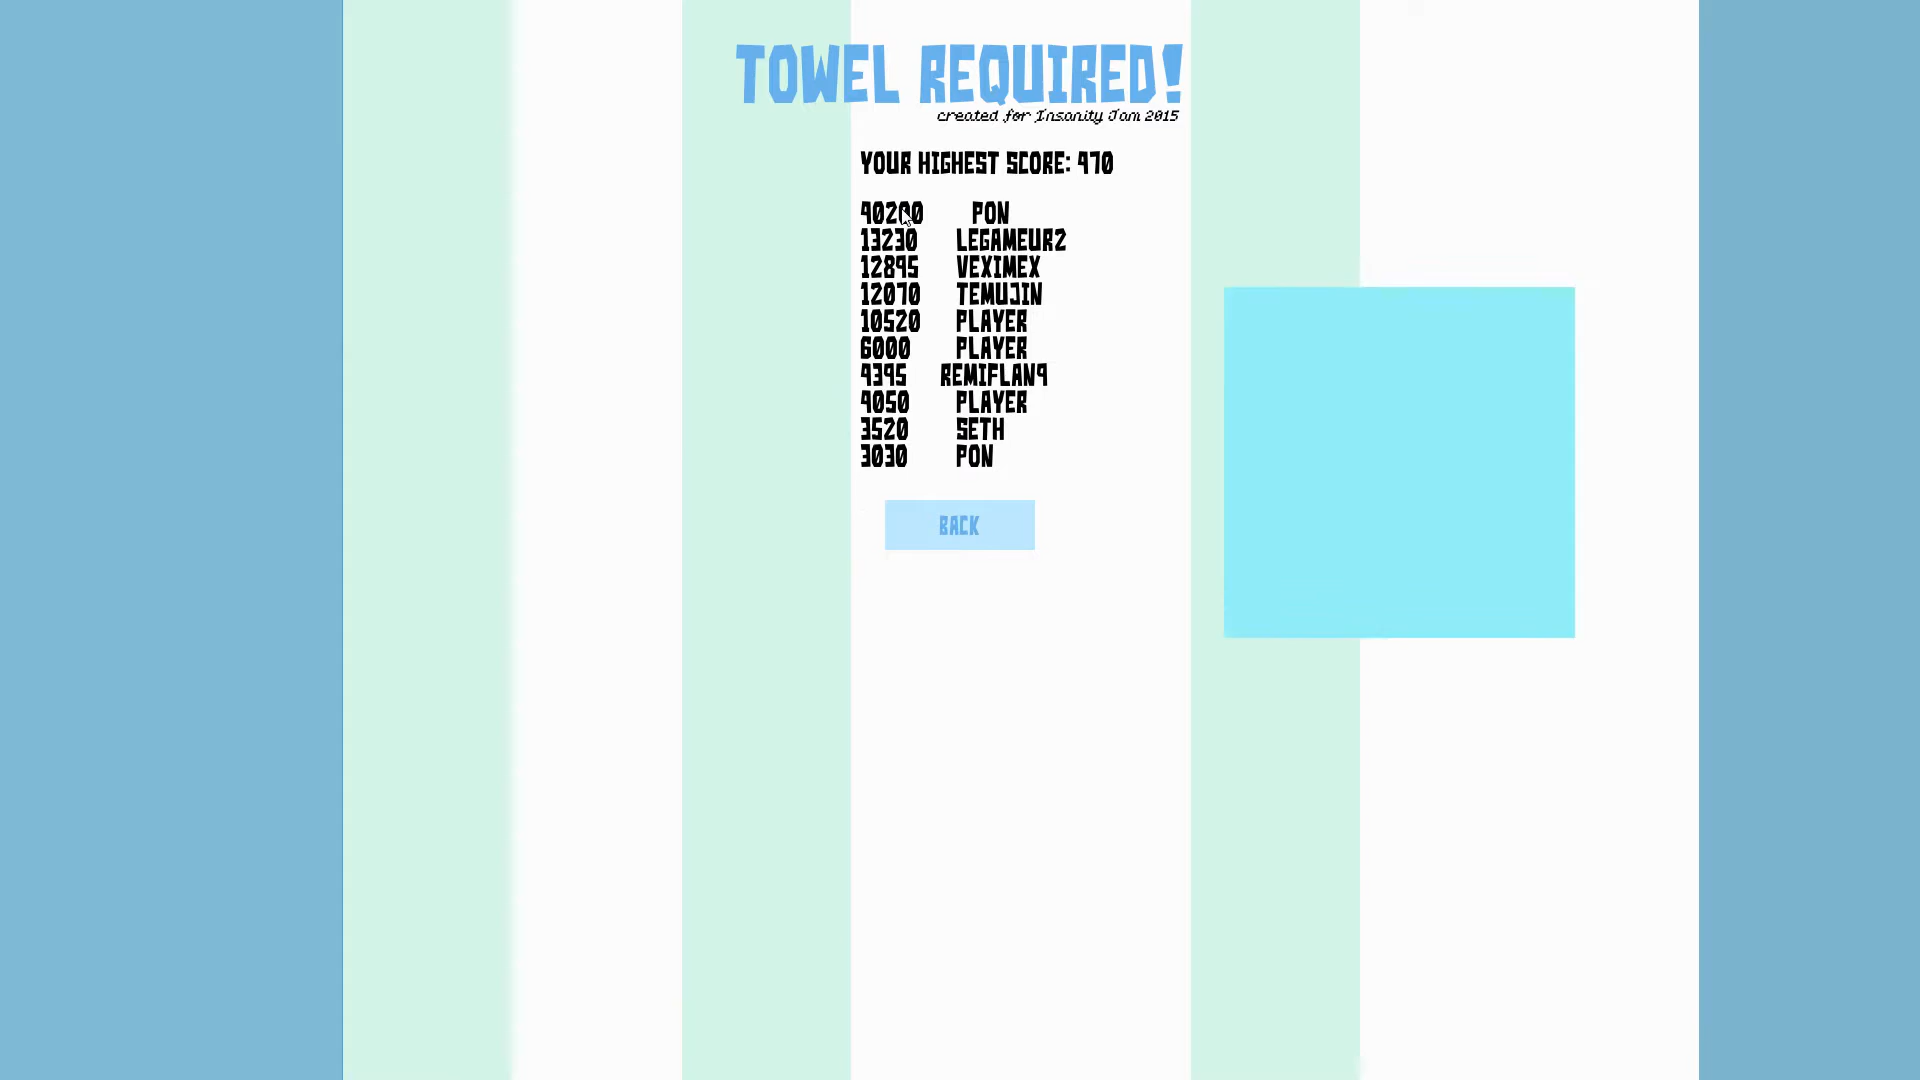 TOWEL REQUIRED!
created for Insanity Jam 2015
YOUR HIGHEST SCORE: 470
40200 PON
13230 LEGAMEUR2
12895 VEXIMEX
12070 TEMUJIN
10520 PLAYER
6000 PLAYER
4395 REMIFLAN9
4050 PLAYER
3520 SETH
3030 PON
BACK